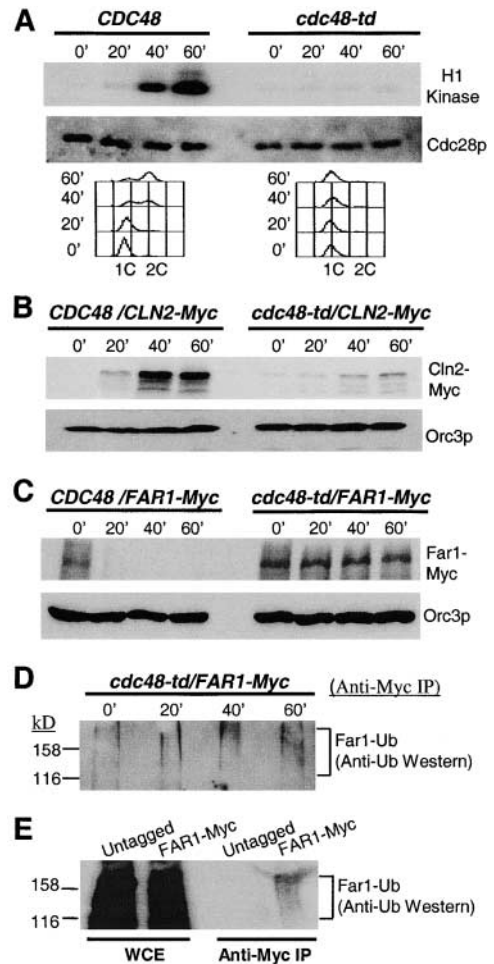 A
CDC48 cdc48-td
0' 20' 40' 60' 0' 20' 40' 60'
H1
Kinase
Cdc28p
60'
40'
20'
0'
1C 2C
60'
40'
20'
0'
1C 2C
B
CDC48 /CLN2-Myc cdc48-td/CLN2-Myc
0' 20' 40' 60' 0' 20' 40' 60'
Cln2-
Myc
Orc3p
C
CDC48 /FAR1-Myc cdc48-td/FAR1-Myc
0' 20' 40' 60' 0' 20' 40' 60'
Far1-
Myc
Orc3p
D
cdc48-td/FAR1-Myc (Anti-Myc IP)
0' 20' 40' 60'
kD
158
116
Far1-Ub
(Anti-Ub Western)
E
Untagged FAR1-Myc Untagged FAR1-Myc
158
116
Far1-Ub
(Anti-Ub Western)
WCE Anti-Myc IP